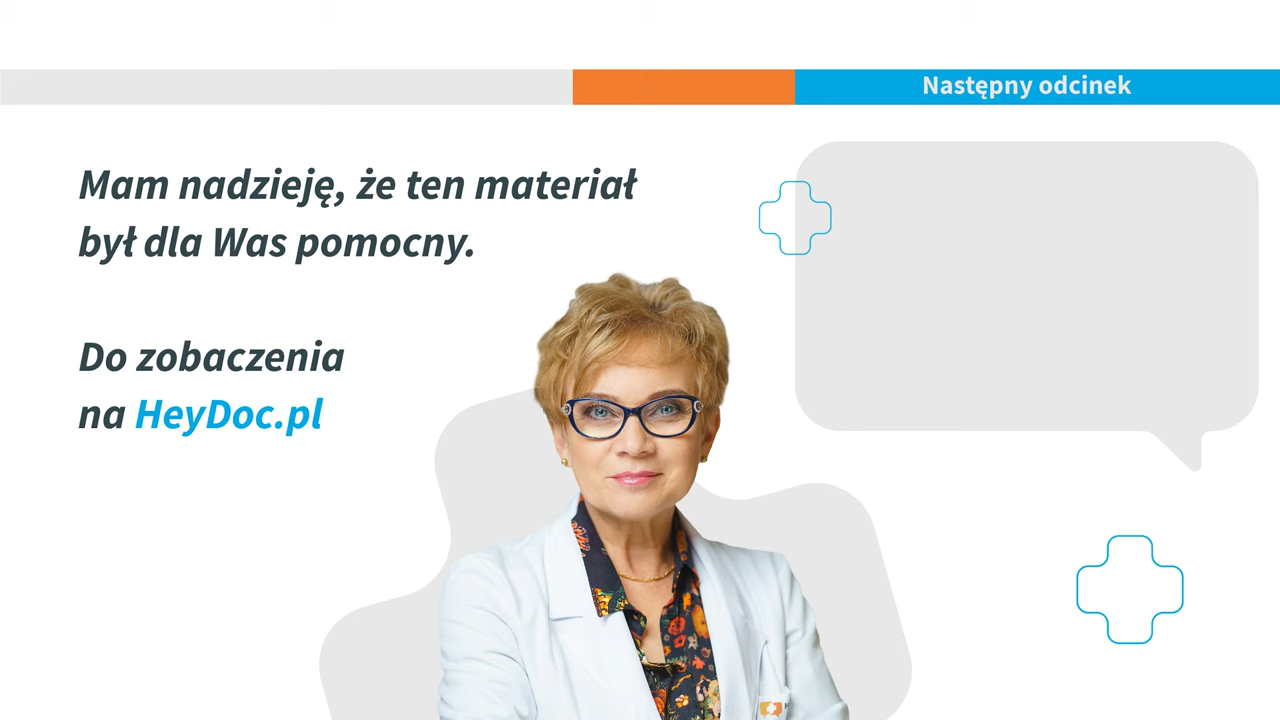 Następny odcinek
Mam nadzieję, że ten materiał
był dla Was pomocny.
Do zobaczenia
na HeyDoc.pl